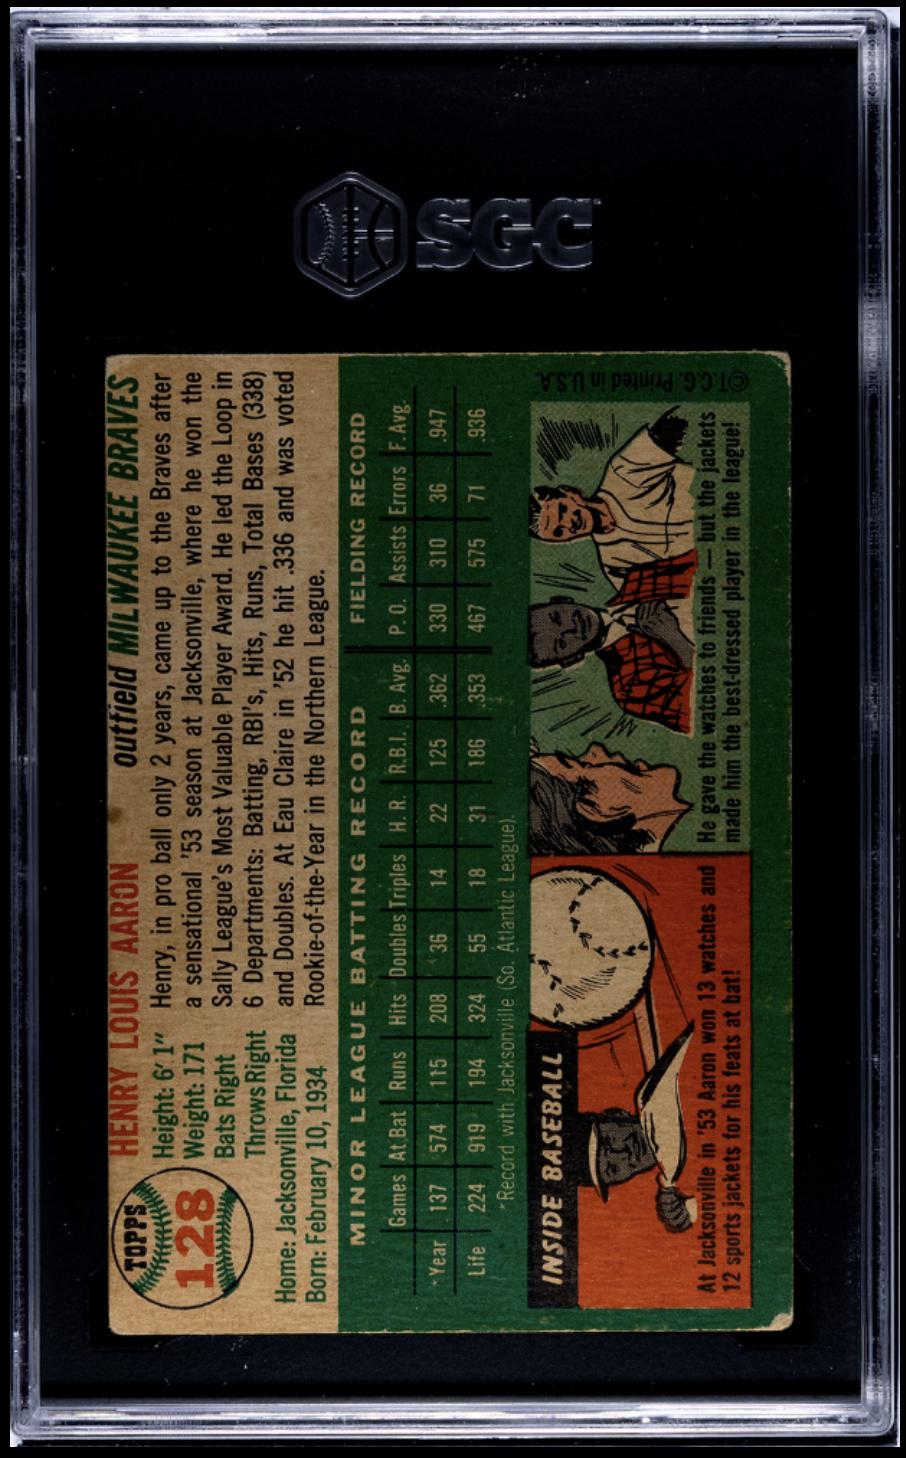 SGC
TOPPS
128
HENRY LOUIS AARON
outfield MILWAUKEE BRAVES
Height: 6' 1"
Weight: 171
Bats Right
Throws Right
Home: Jacksonville, Florida
Born: February 10, 1934
Henry, in pro ball only 2 years, came up to the Braves after
a sensational '53 season at Jacksonville, where he won the
Sally League's Most Valuable Player Award. He led the Loop in
6 Departments: Batting, RBI's, Hits, Runs, Total Bases (338)
and Doubles. At Eau Claire in '52 he hit .336 and was voted
Rookie-of-the-Year in the Northern League.
MINOR LEAGUE BATTING RECORD FIELDING RECORD
Games At Bat Runs Hits Doubles Triples H. R. R.B.I. B. Avg. P. O. Assists Errors F. Avg.
*Year 137 574 115 208 36 14 22 125 .362 330 310 36 .947
Life 224 919 194 324 55 18 31 186 .353 467 575 71 .936
*Record with Jacksonville (So. Atlantic League).
INSIDE BASEBALL
At Jacksonville in '53 Aaron won 13 watches and
12 sports jackets for his feats at bat!
He gave the watches to friends — but the jackets
made him the best-dressed player in the league!
©T.C.G. Printed in U.S.A.